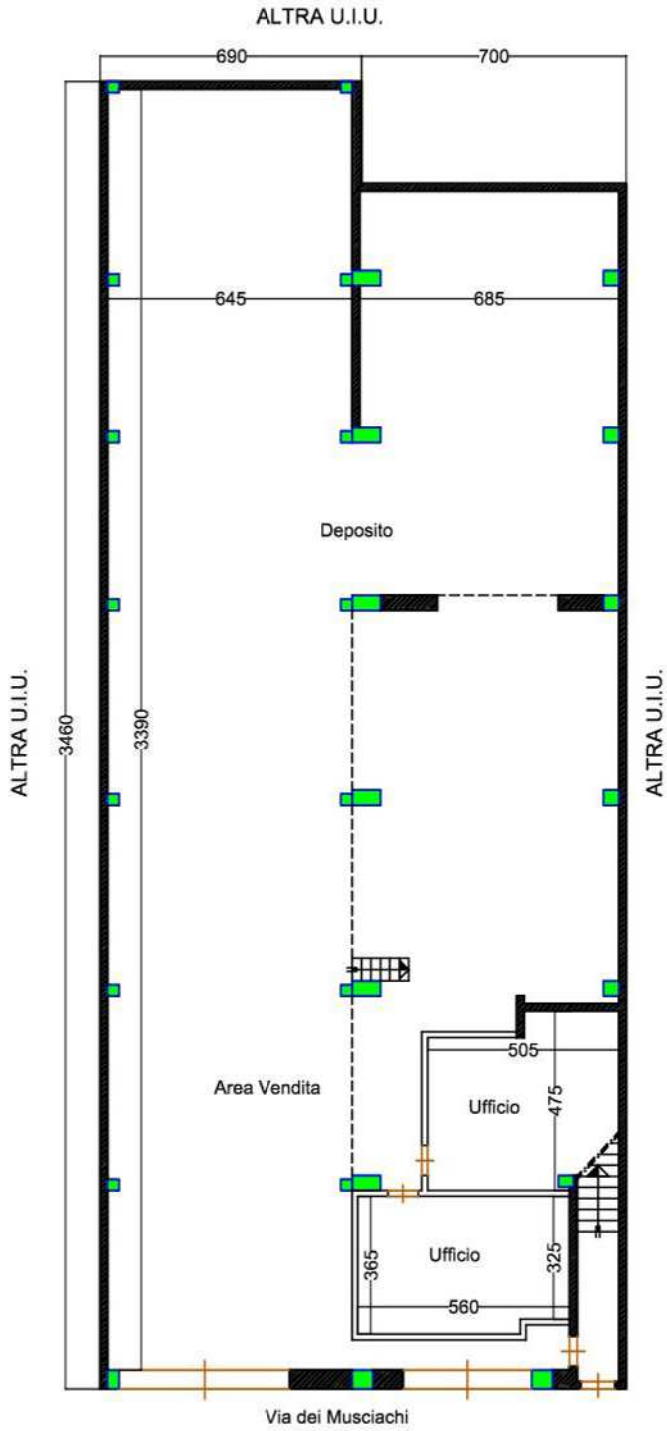 ALTRA U.I.U.
690
700
645
685
Deposito
ALTRA U.I.U.
3460
3390
ALTRA U.I.U.
505
Area Vendita
Ufficio
475
365
Ufficio
325
560
Via dei Musciachi